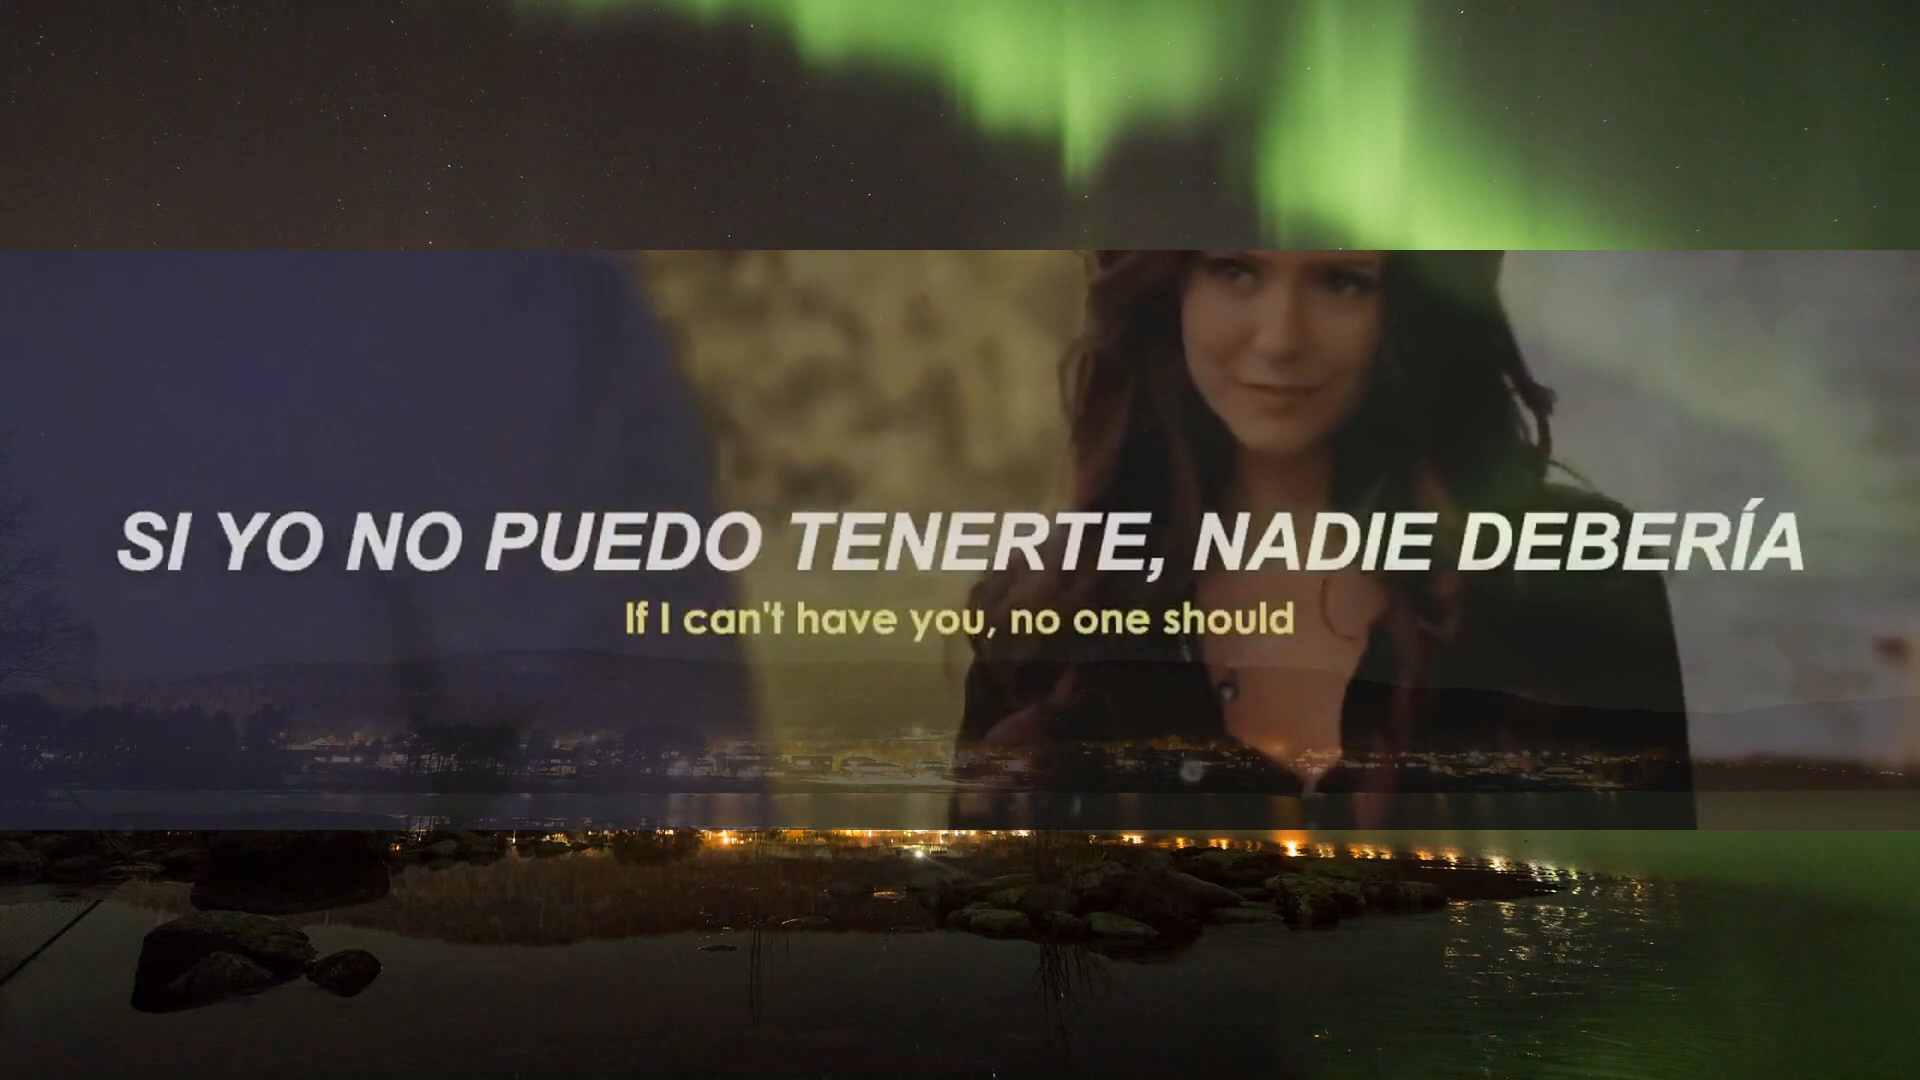 SI YO NO PUEDO TENERTE, NADIE DEBERÍA
If I can't have you, no one should